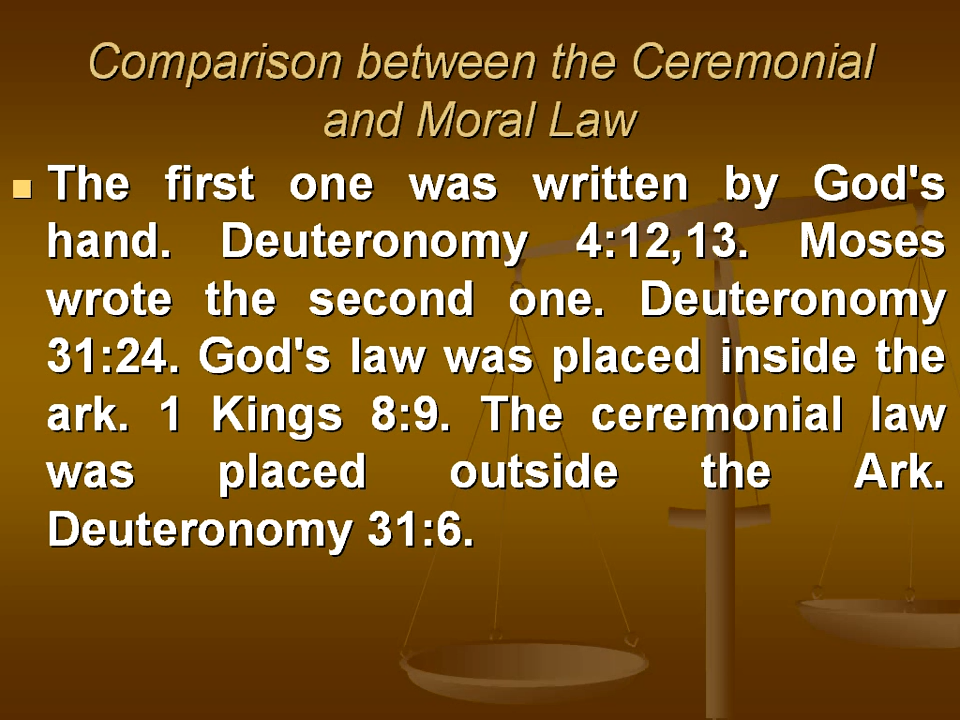 Comparison between the Ceremonial
and Moral Law
The first one was written by God's
hand. Deuteronomy 4:12,13. Moses
wrote the second one. Deuteronomy
31:24. God's law was placed inside the
ark. 1 Kings 8:9. The ceremonial law
was placed outside the Ark.
Deuteronomy 31:6.